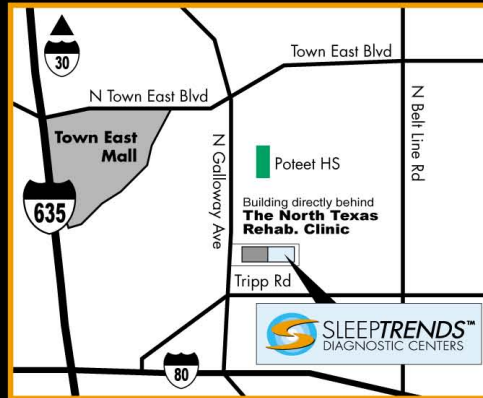 30
Town East Blvd
N Town East Blvd
Town East
Mall
N Galloway Ave
N Belt Line Rd
Poteet HS
635
Building directly behind
The North Texas
Rehab. Clinic
Tripp Rd
SLEEPTRENDS™
DIAGNOSTIC CENTERS
80